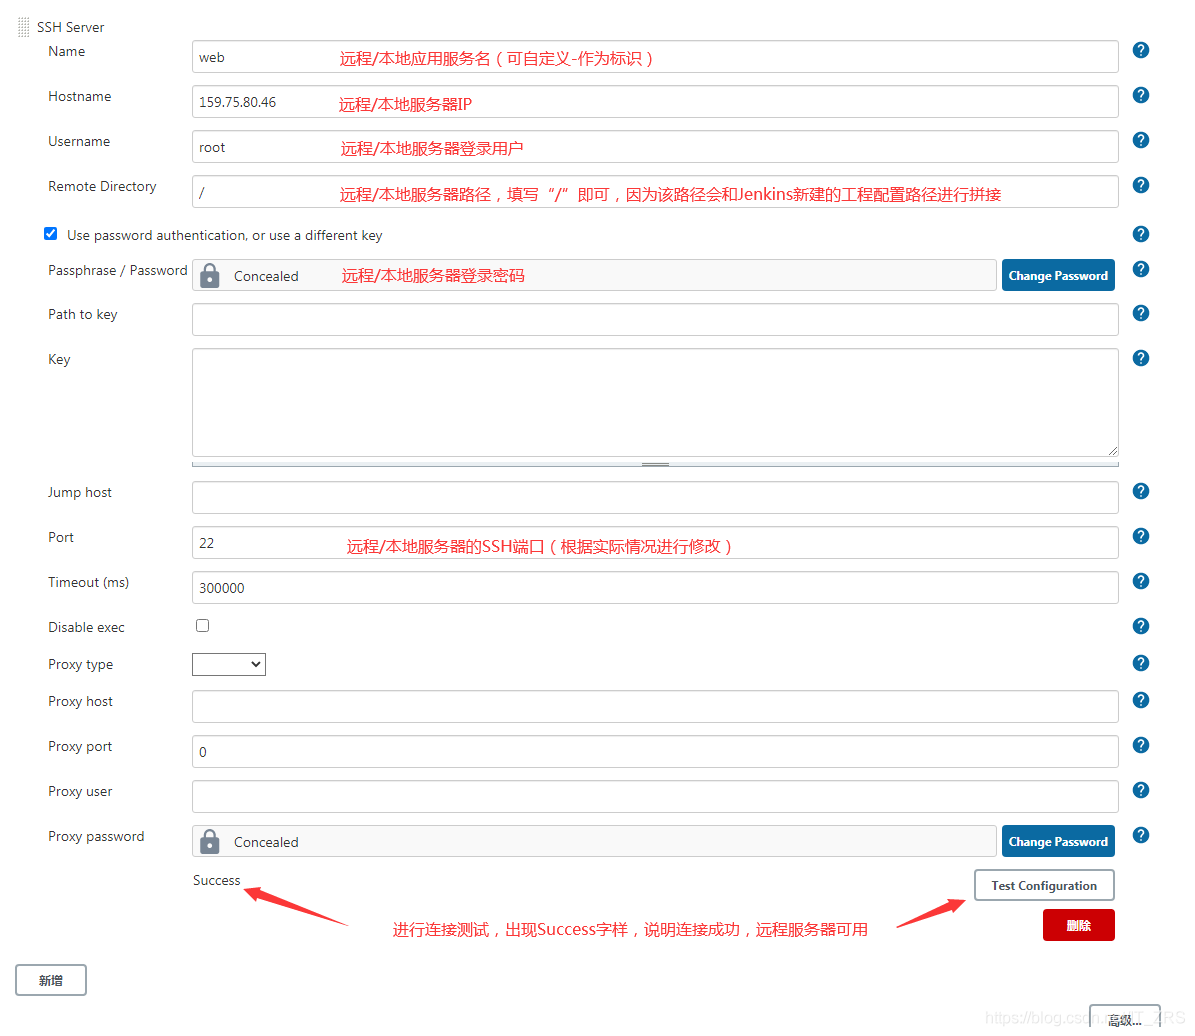 SSH Server
Name
web 远程/本地应用服务名（可自定义-作为标识）
Hostname
159.75.80.46 远程/本地服务器IP
Username
root 远程/本地服务器登录用户
Remote Directory
/ 远程/本地服务器路径，填写“/”即可，因为该路径会和Jenkins新建的工程配置路径进行拼接
Use password authentication, or use a different key
Passphrase / Password
Concealed 远程/本地服务器登录密码 Change Password
Path to key
Key
Jump host
Port
22 远程/本地服务器的SSH端口（根据实际情况进行修改）
Timeout (ms)
300000
Disable exec
Proxy type
Proxy host
Proxy port
0
Proxy user
Proxy password
Concealed Change Password
Success Test Configuration
进行连接测试，出现Success字样，说明连接成功，远程服务器可用
删除
新增
高级...